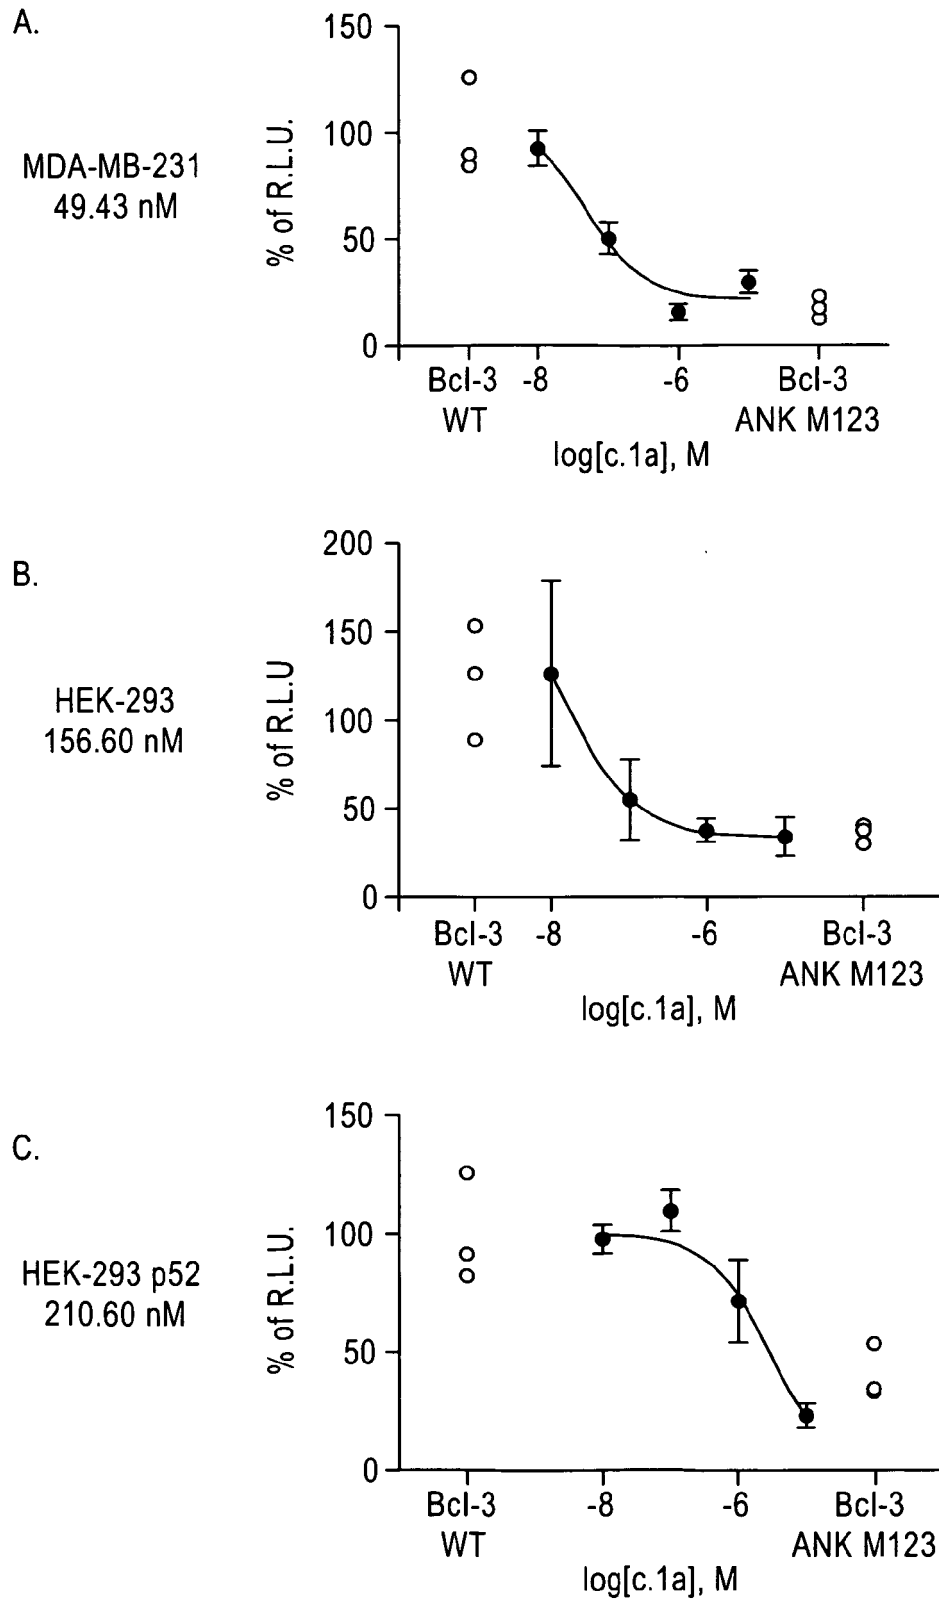 A.
MDA-MB-231
49.43 nM
% of R.L.U.
150
100
50
0
Bcl-3 -8 -6 Bcl-3
WT ANK M123
log[c.1a], M
B.
HEK-293
156.60 nM
% of R.L.U
200
150
100
50
0
Bcl-3 -8 -6 Bcl-3
WT ANK M123
log[c.1a], M
C.
HEK-293 p52
210.60 nM
% of R.L.U.
150
100
50
0
Bcl-3 -8 -6 Bcl-3
WT ANK M123
log[c.1a], M